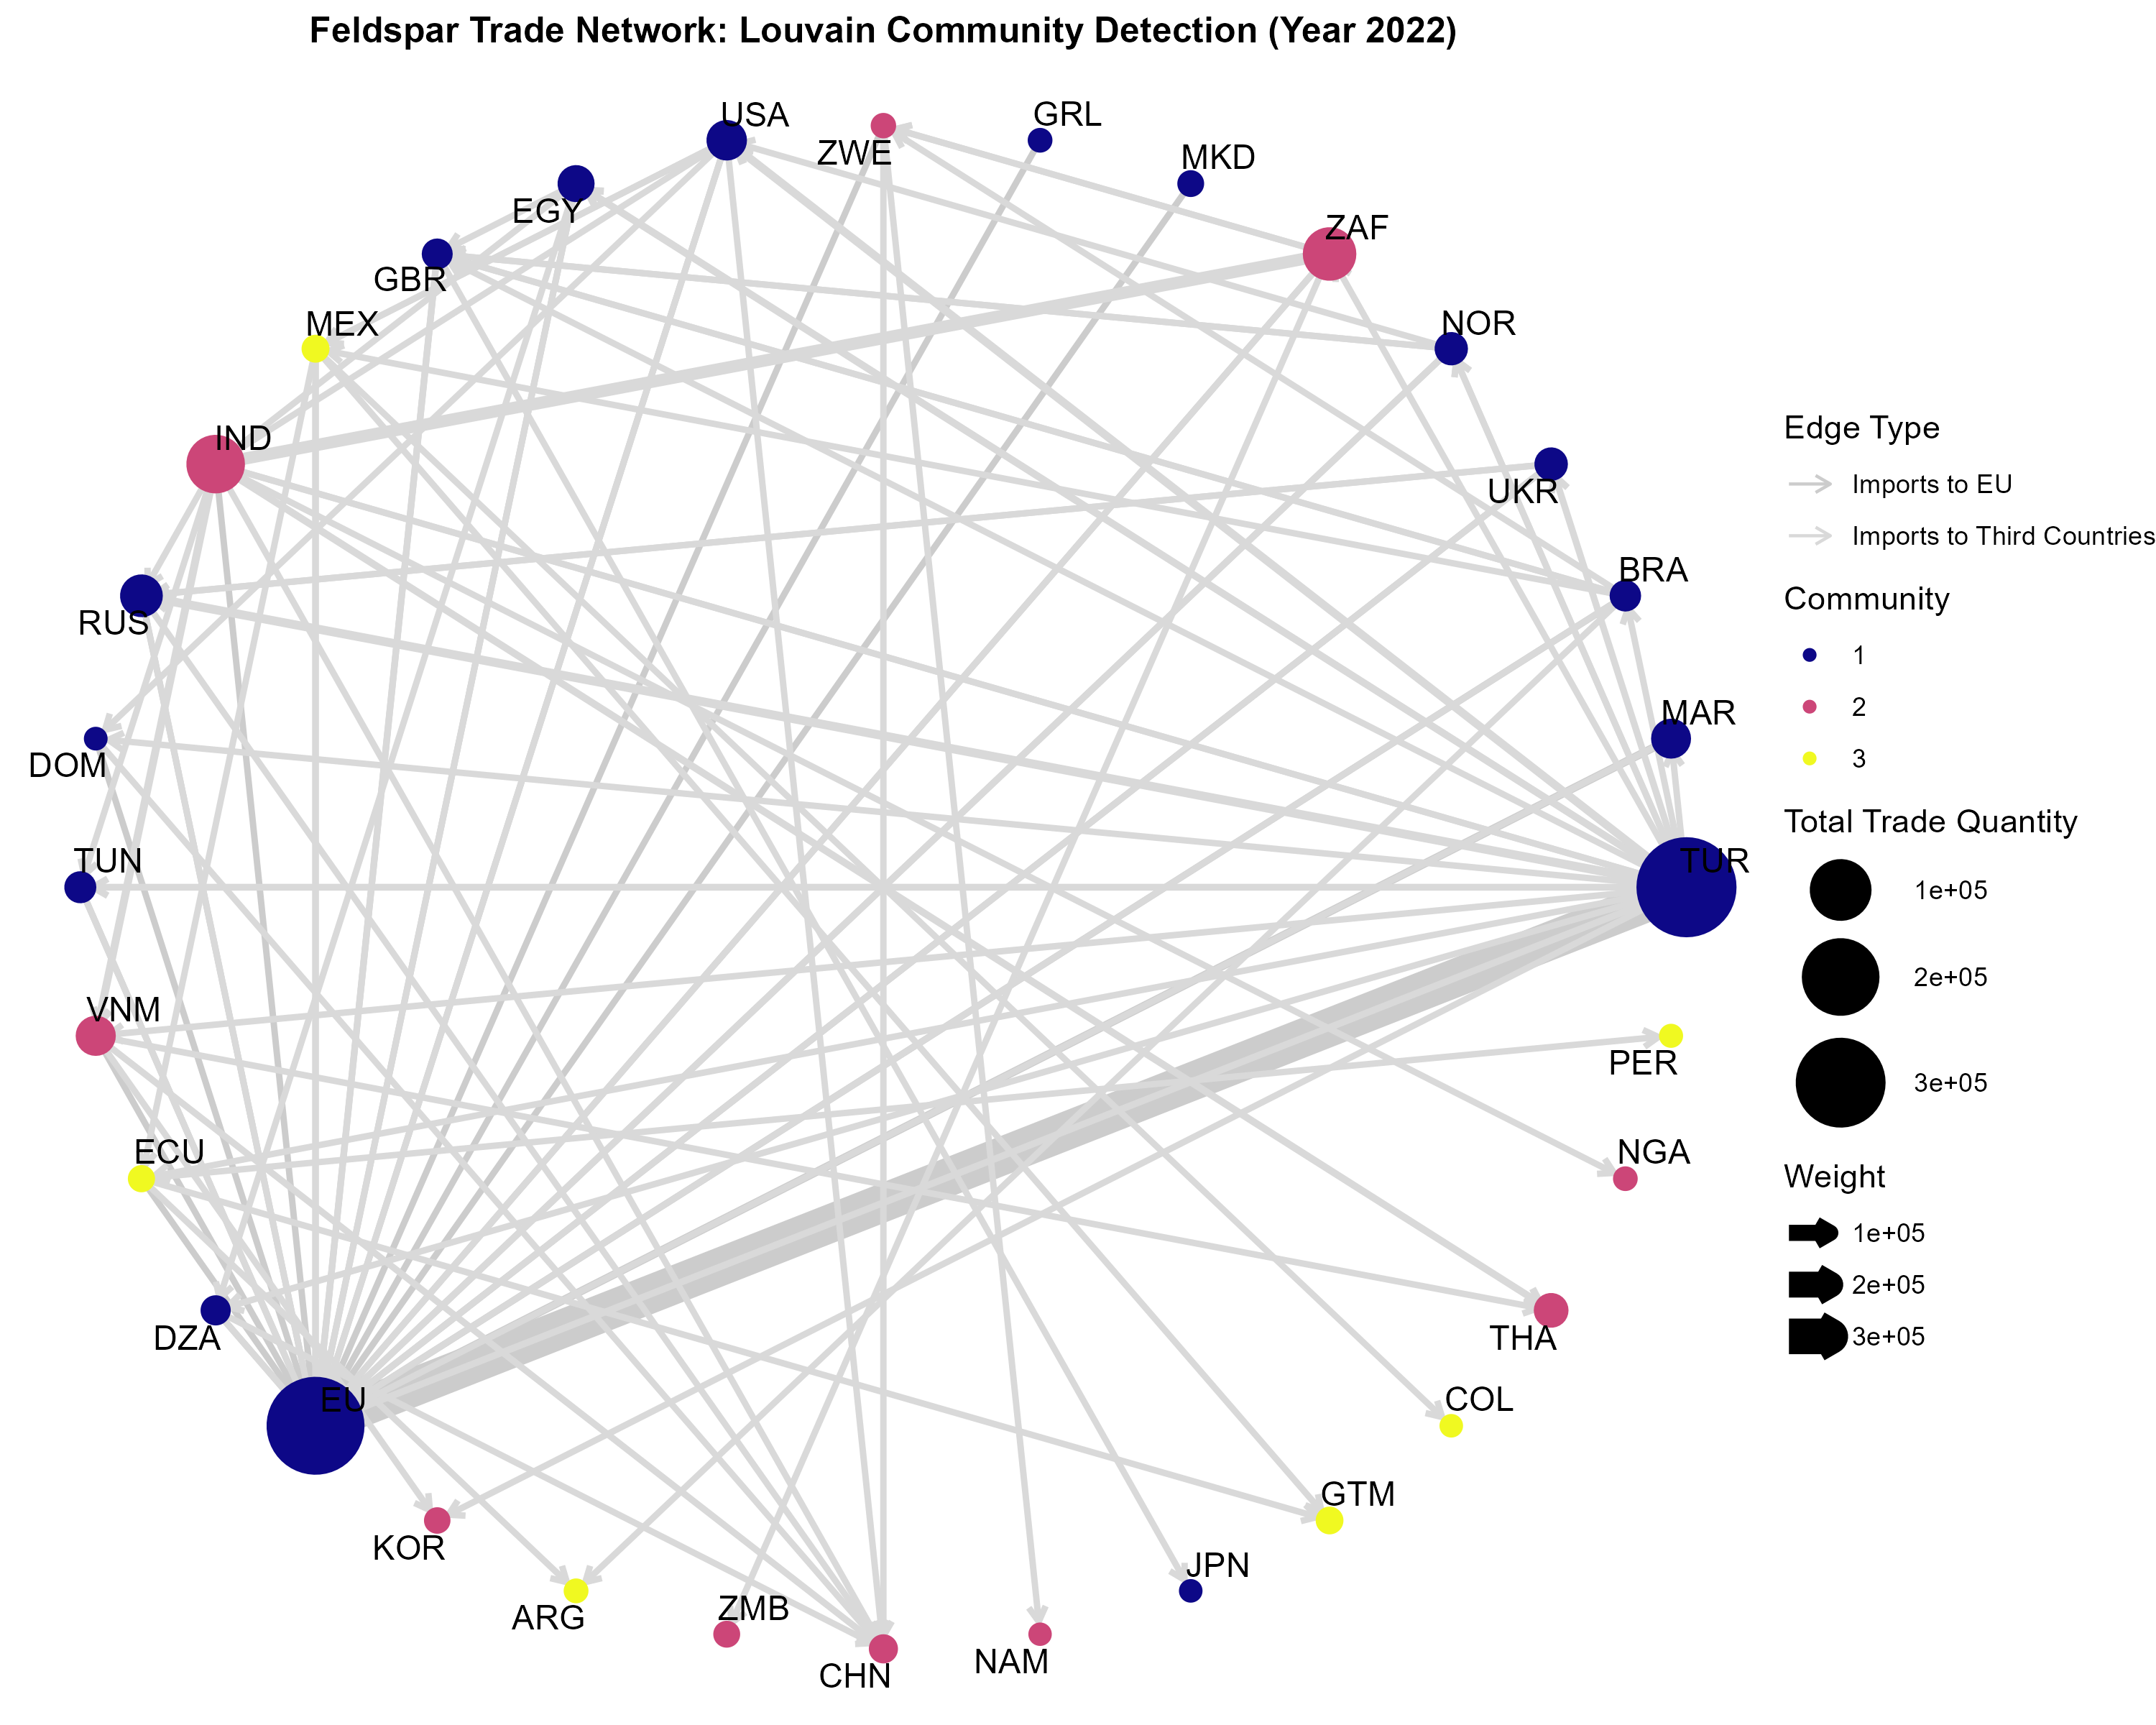 Feldspar Trade Network: Louvain Community Detection (Year 2022)
USA
ZWE
GRL
MKD
EGY
ZAF
GBR
MEX
NOR
IND
UKR
BRA
RUS
MAR
DOM
TUN
TUR
VNM
PER
ECU
NGA
DZA
THA
EU
COL
KOR
GTM
ARG
ZMB
JPN
CHN
NAM
Edge Type
Imports to EU
Imports to Third Countries
Community
1
2
3
Total Trade Quantity
1e+05
2e+05
3e+05
Weight
1e+05
2e+05
3e+05